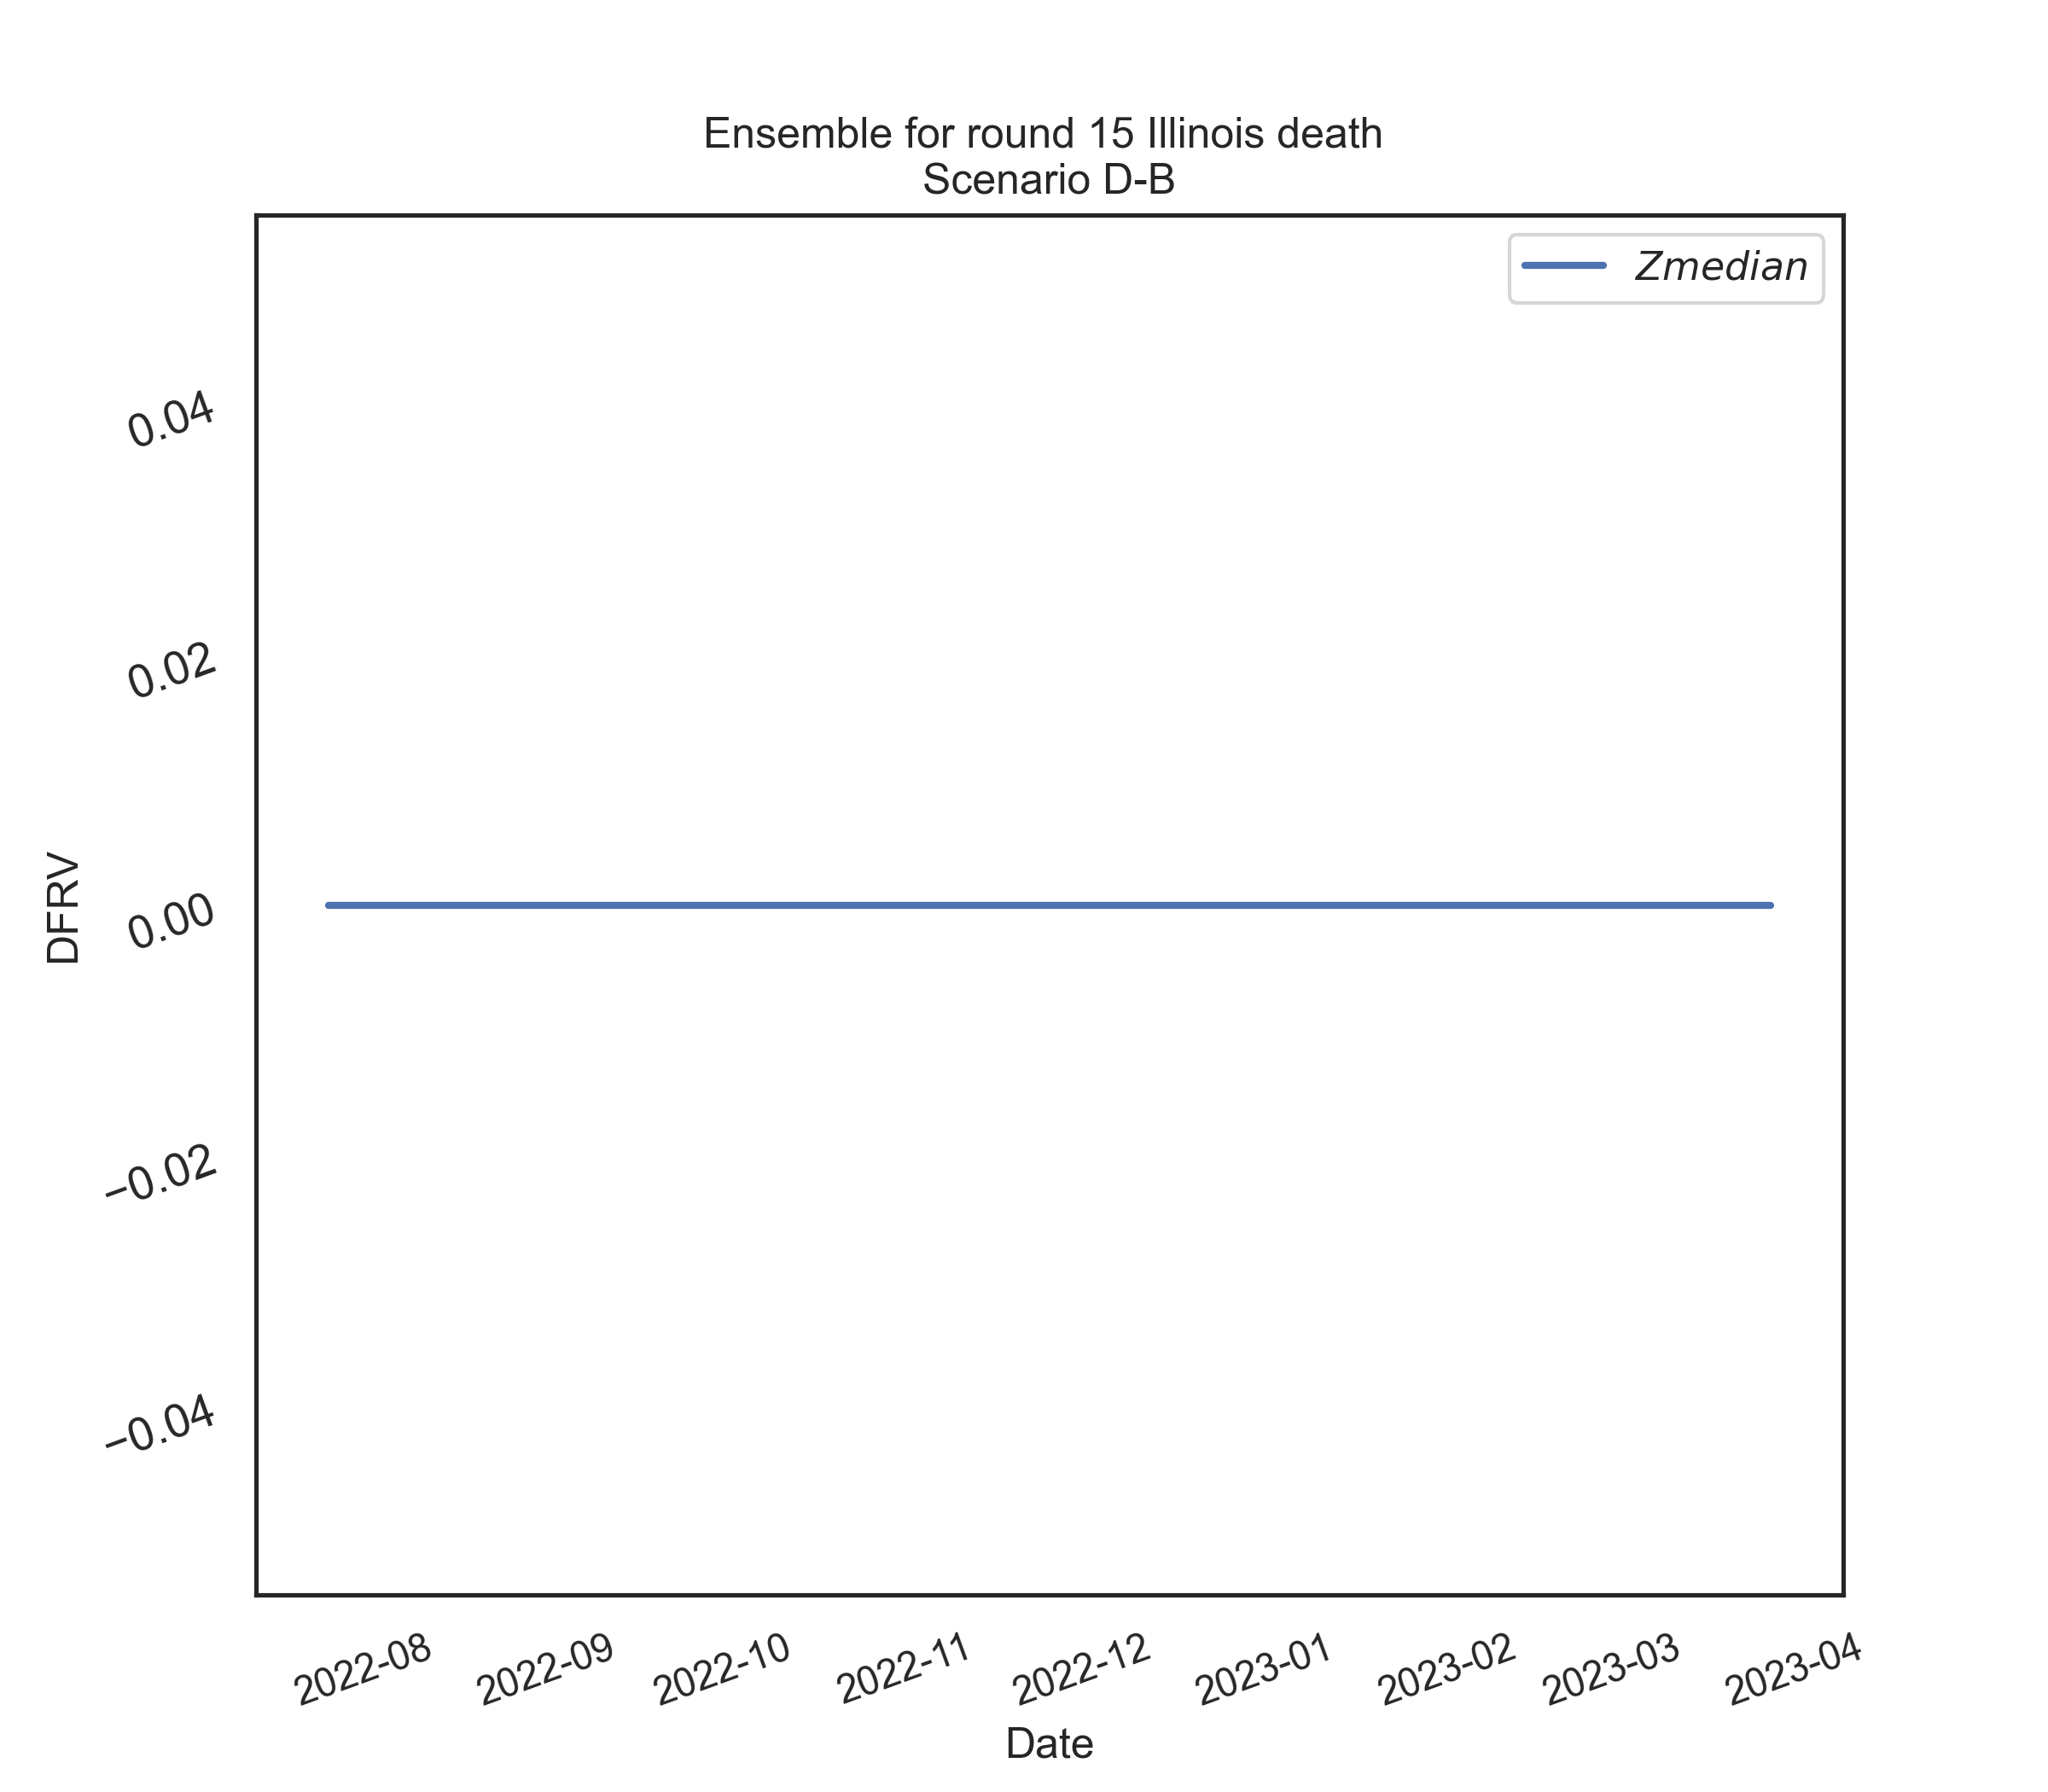 Ensemble for round 15 Illinois death
Scenario D-B
Zmedian
0.04
0.02
0.00
−0.02
−0.04
DFRV
2022-08
2022-09
2022-10
2022-11
2022-12
2023-01
2023-02
2023-03
2023-04
Date